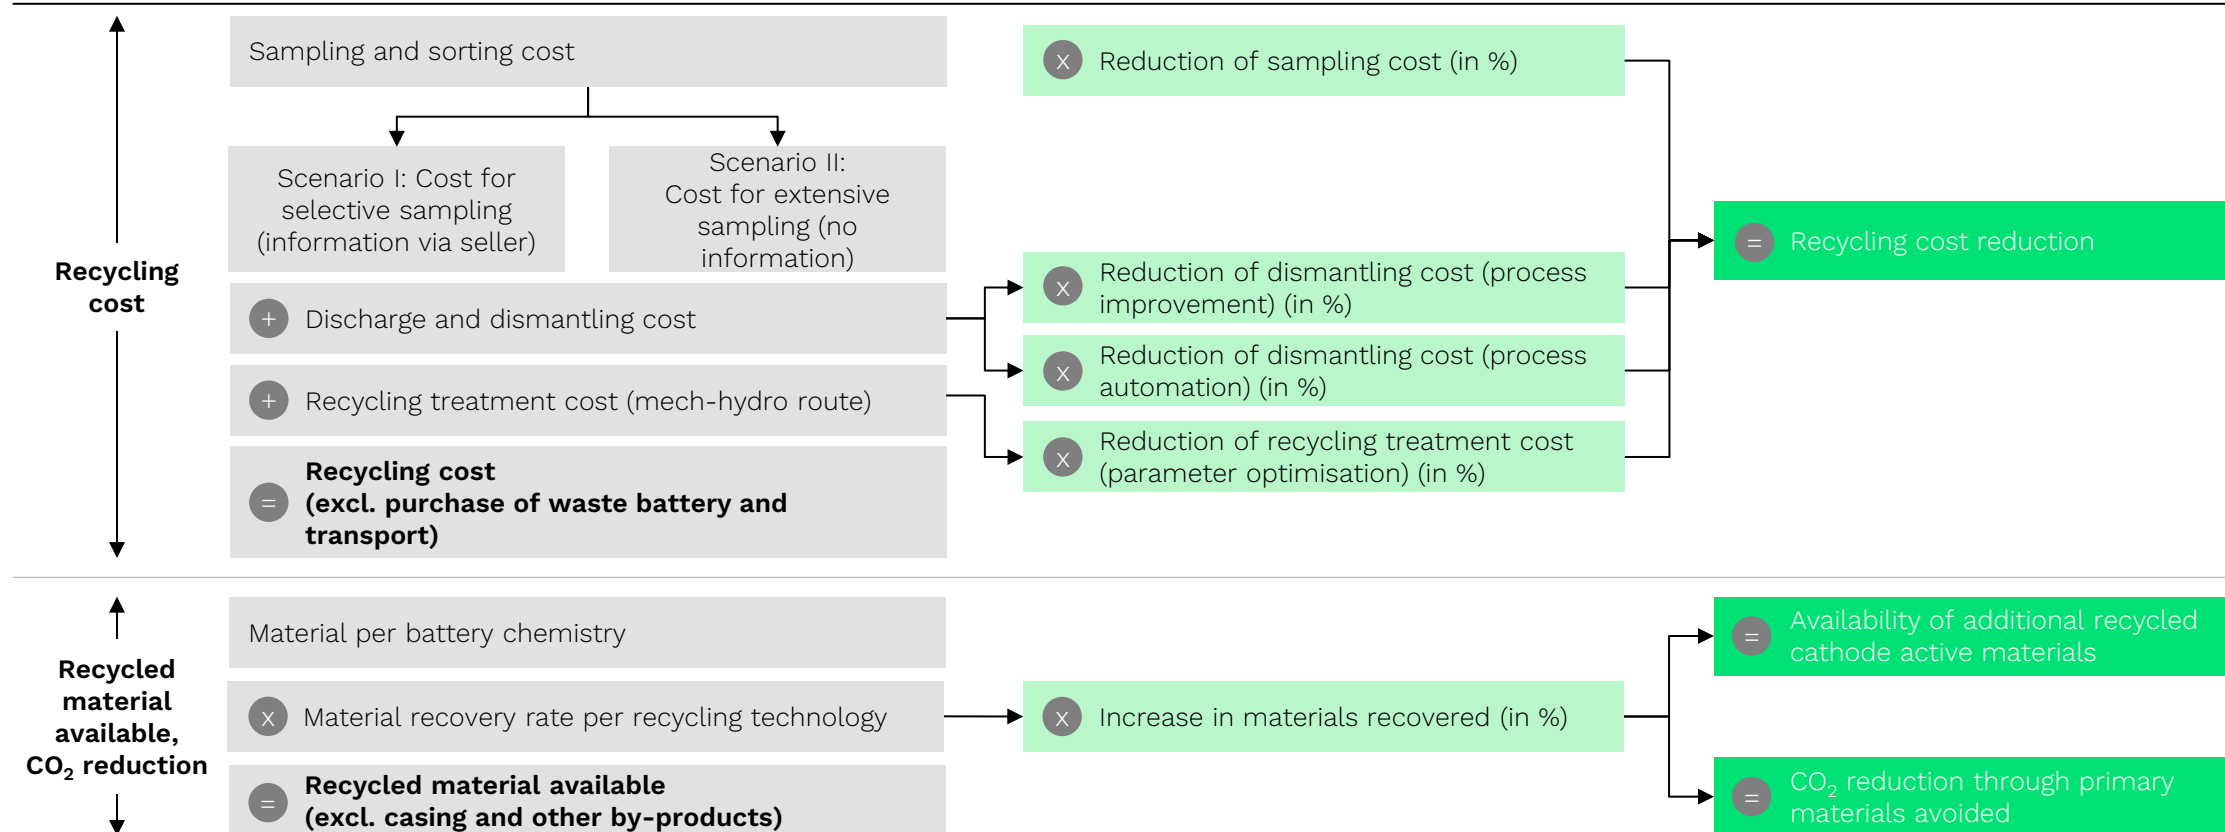 Sampling and sorting cost
x Reduction of sampling cost (in %)
Scenario I: Cost for
selective sampling
(information via seller)
Scenario II:
Cost for extensive
sampling (no
information)
Recycling
cost
= Recycling cost reduction
+ Discharge and dismantling cost
x Reduction of dismantling cost (process
improvement) (in %)
x Reduction of dismantling cost (process
automation) (in %)
+ Recycling treatment cost (mech-hydro route)
x Reduction of recycling treatment cost
(parameter optimisation) (in %)
= Recycling cost
(excl. purchase of waste battery and
transport)
Recycled
material
available,
CO₂ reduction
Material per battery chemistry
x Material recovery rate per recycling technology
x Increase in materials recovered (in %)
= Recycled material available
(excl. casing and other by-products)
= Availability of additional recycled
cathode active materials
= CO₂ reduction through primary
materials avoided